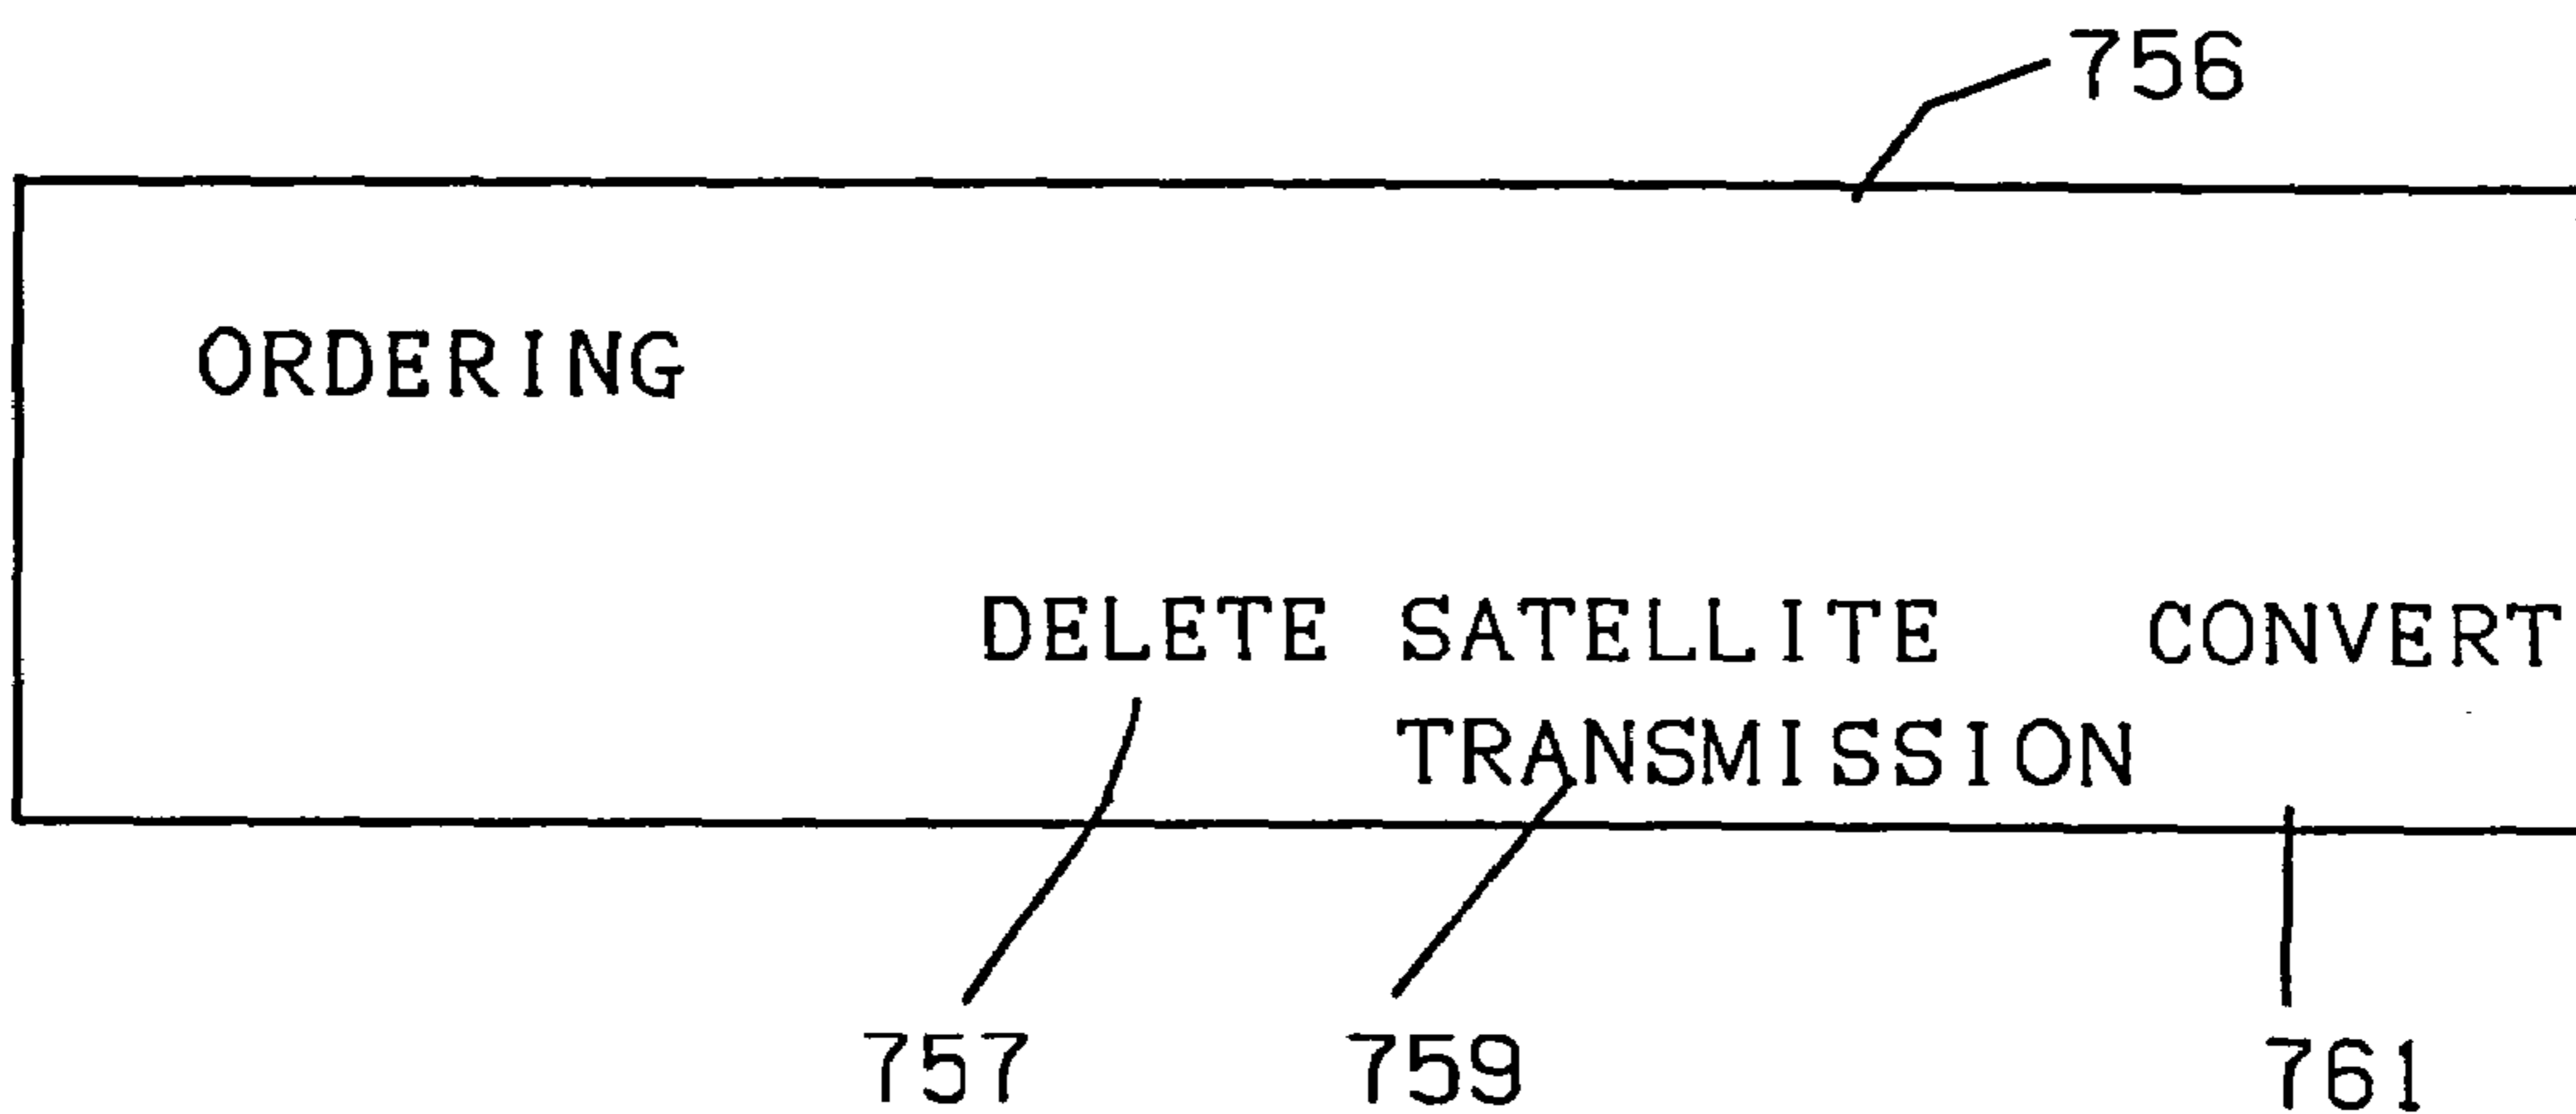 756
ORDERING
DELETE SATELLITE CONVERT
TRANSMISSION
757 759 761